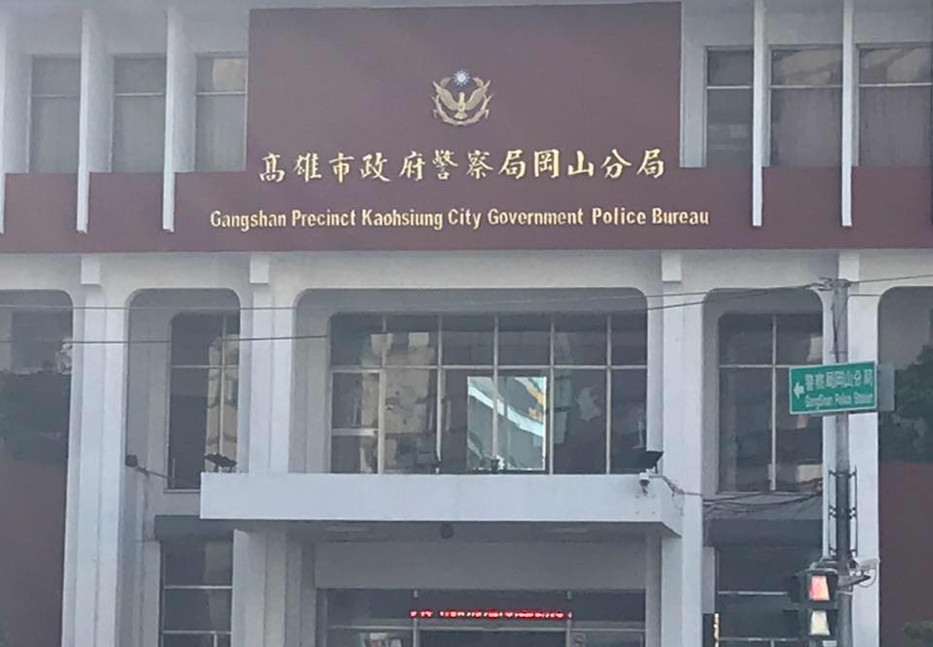 高雄市政府警察局岡山分局
Gangshan Precinct Kaohsiung City Government Police Bureau
警察局岡山分局
GangShan Police Station